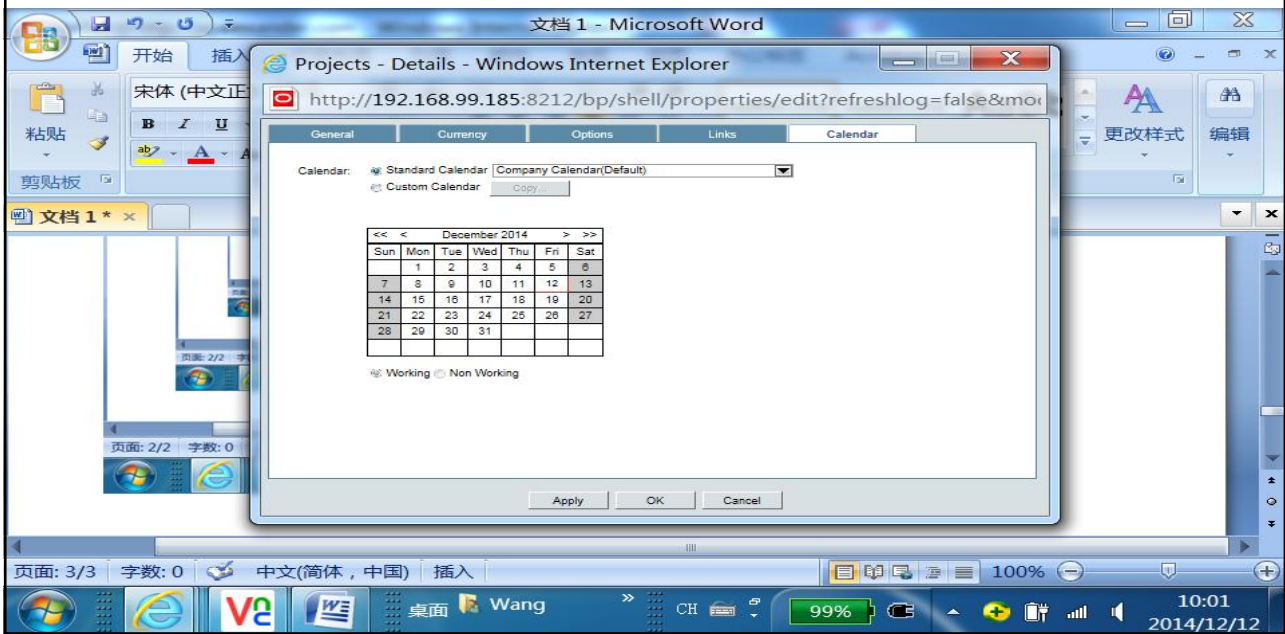 文档 1 - Microsoft Word
开始 插入
Projects - Details - Windows Internet Explorer
宋体 (中文正
http://192.168.99.185:8212/bp/shell/properties/edit?refreshlog=false&mo
B I U
粘贴
ab A
更改样式 编辑
剪贴板
General Currency Options Links Calendar
Calendar: Standard Calendar Company Calendar(Default)
Custom Calendar Copy...
文档 1 *
<< < December 2014 > >>
Sun Mon Tue Wed Thu Fri Sat
1 2 3 4 5 6
7 8 9 10 11 12 13
14 15 16 17 18 19 20
21 22 23 24 25 26 27
28 29 30 31
Working Non Working
页面: 2/2
页面: 2/2 字数: 0
Apply OK Cancel
页面: 3/3 字数: 0 中文(简体，中国) 插入 100%
桌面 Wang » CH 99% 10:01
2014/12/12